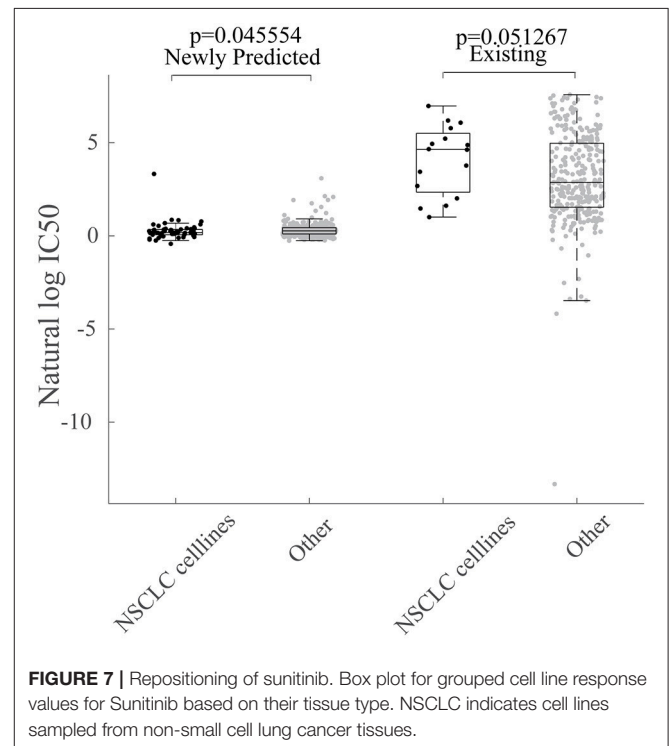 p=0.045554
Newly Predicted
p=0.051267
Existing
Natural log IC50
5
0
-5
-10
NSCLC celllines
Other
NSCLC celllines
Other
FIGURE 7 | Repositioning of sunitinib. Box plot for grouped cell line response
values for Sunitinib based on their tissue type. NSCLC indicates cell lines
sampled from non-small cell lung cancer tissues.